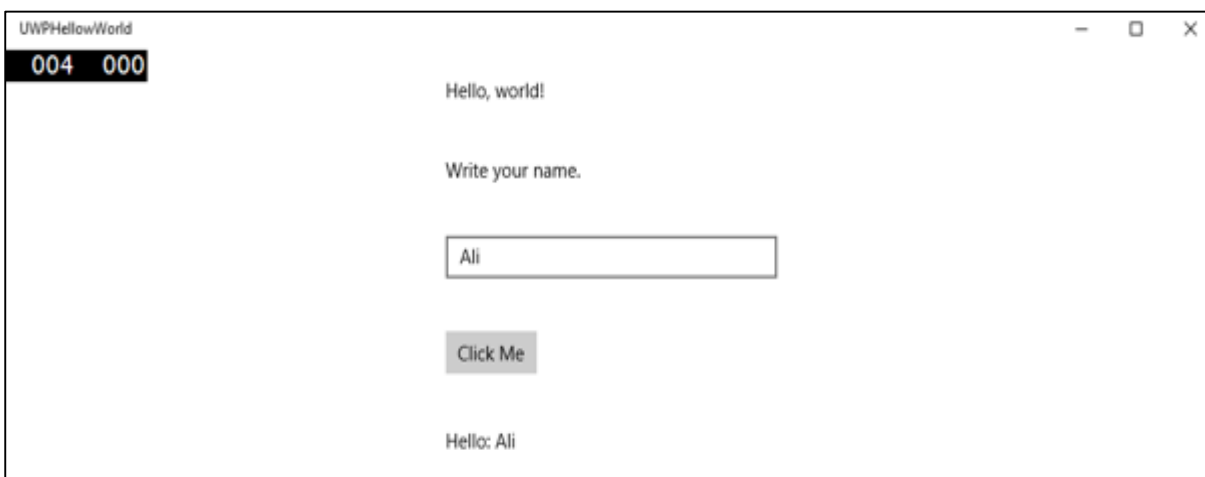 UWPHellowWorld
004 000
Hello, world!
Write your name.
Ali
Click Me
Hello: Ali